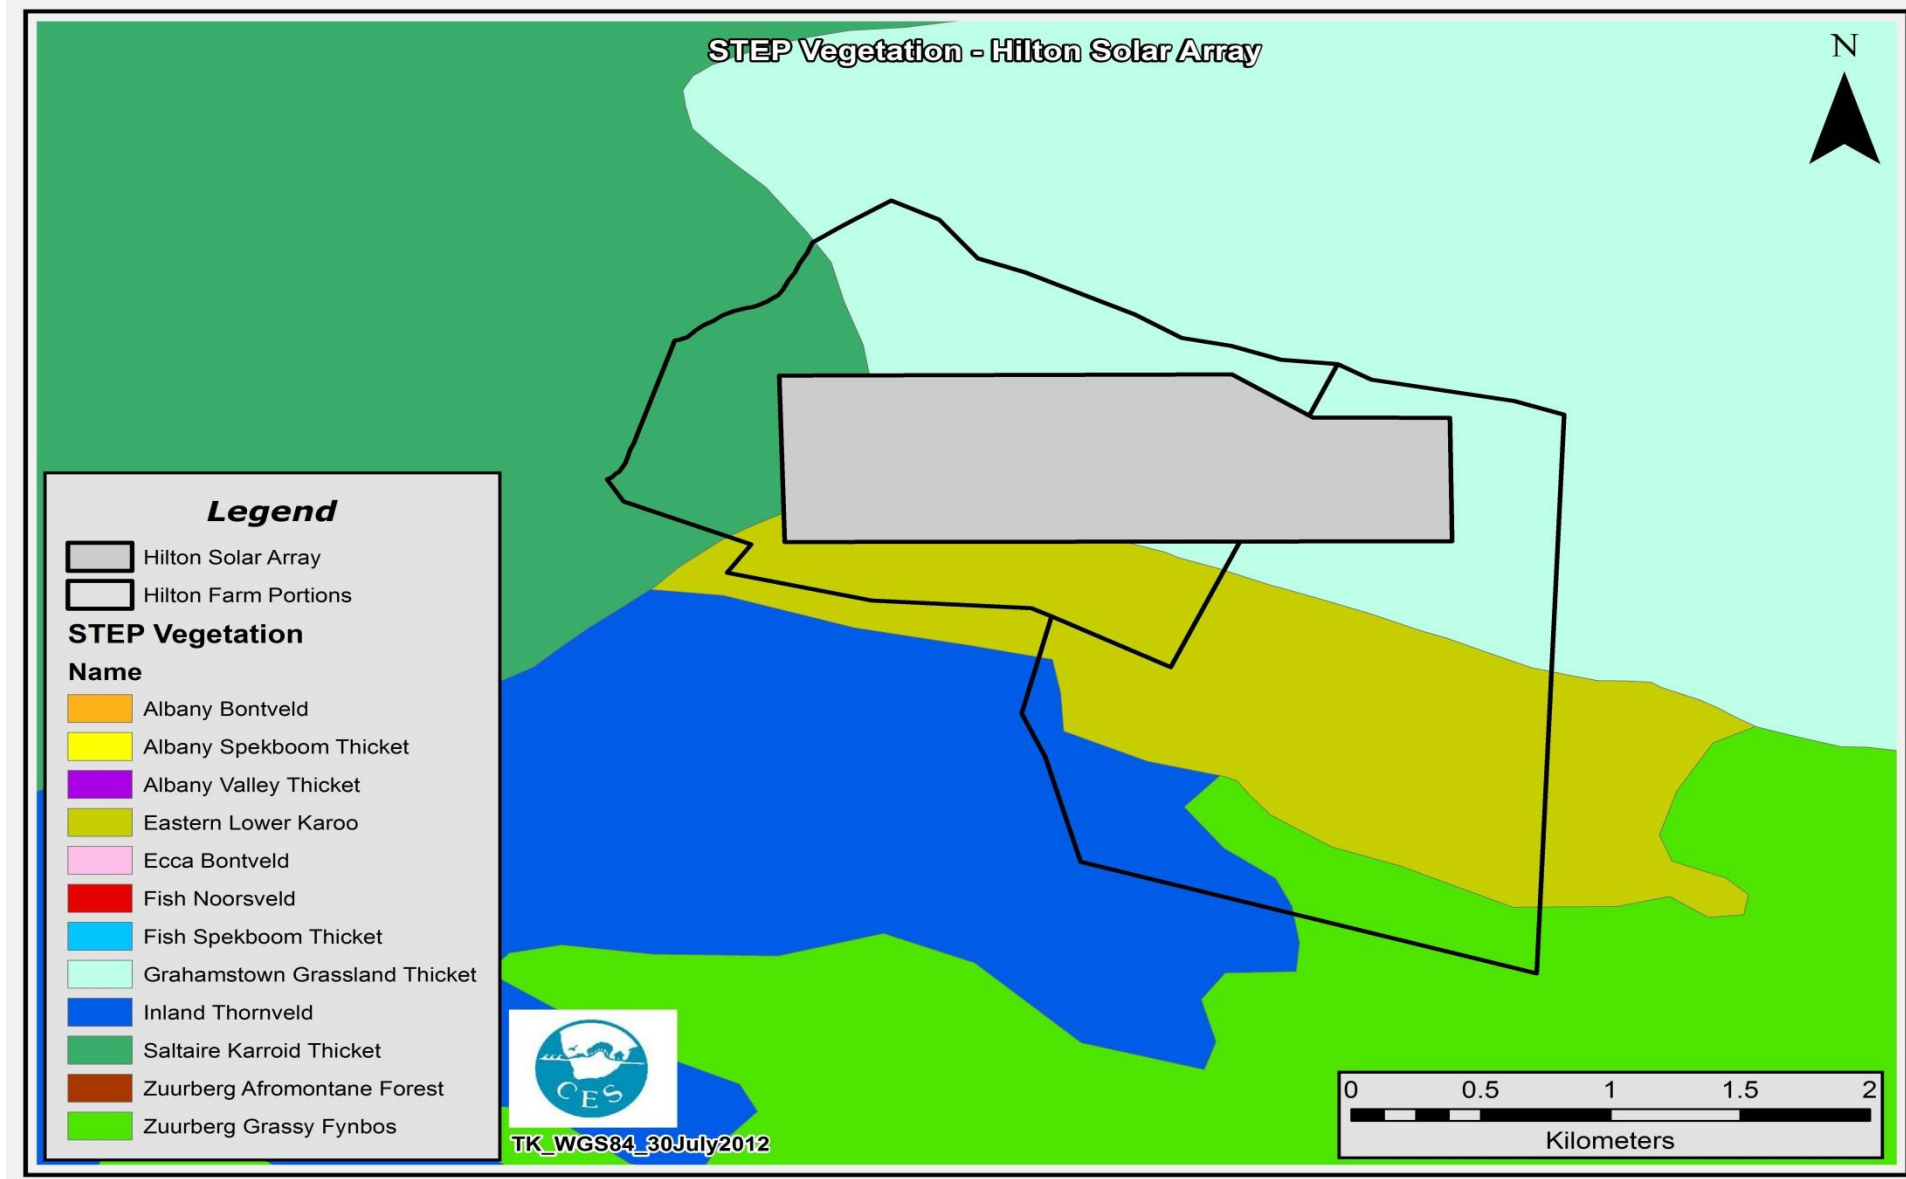 STEP Vegetation - Hilton Solar Array
N
Legend
Hilton Solar Array
Hilton Farm Portions
STEP Vegetation
Name
Albany Bontveld
Albany Spekboom Thicket
Albany Valley Thicket
Eastern Lower Karoo
Ecca Bontveld
Fish Noorsveld
Fish Spekboom Thicket
Grahamstown Grassland Thicket
Inland Thornveld
Saltaire Karroid Thicket
Zuurberg Afromontane Forest
Zuurberg Grassy Fynbos
CES
TK_WGS84_30July2012
0 0.5 1 1.5 2
Kilometers